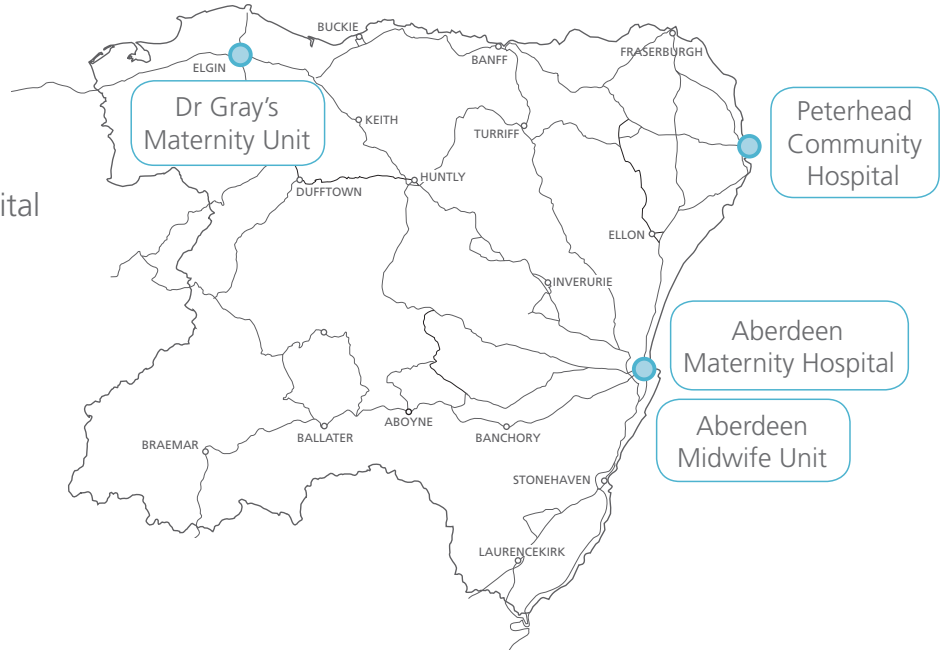 BUCKIE
FRASERBURGH
BANFF
ELGIN
Dr Gray's
Maternity Unit
KEITH
TURRIFF
Peterhead
Community
Hospital
DUFFTOWN
HUNTLY
ital
ELLON
INVERURIE
Aberdeen
Maternity Hospital
Aberdeen
Midwife Unit
ABOYNE
BALLATER
BANCHORY
BRAEMAR
STONEHAVEN
LAURENCEKIRK